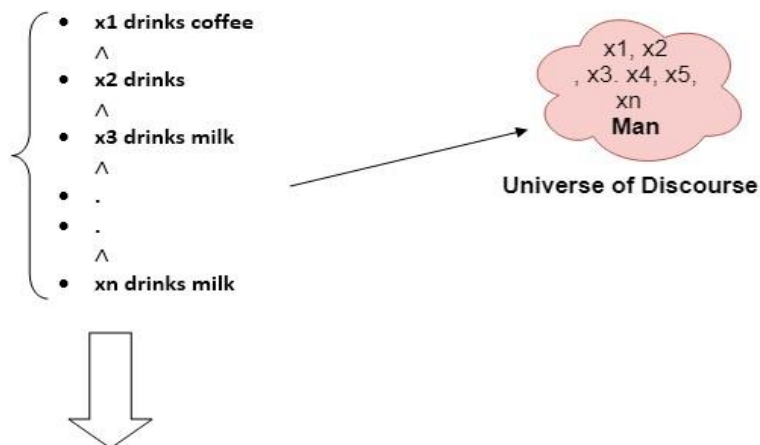 • x1 drinks coffee
^
• x2 drinks
^
• x3 drinks milk
^
• .
• .
^
• xn drinks milk
x1, x2
, x3. x4, x5,
xn
Man
Universe of Discourse